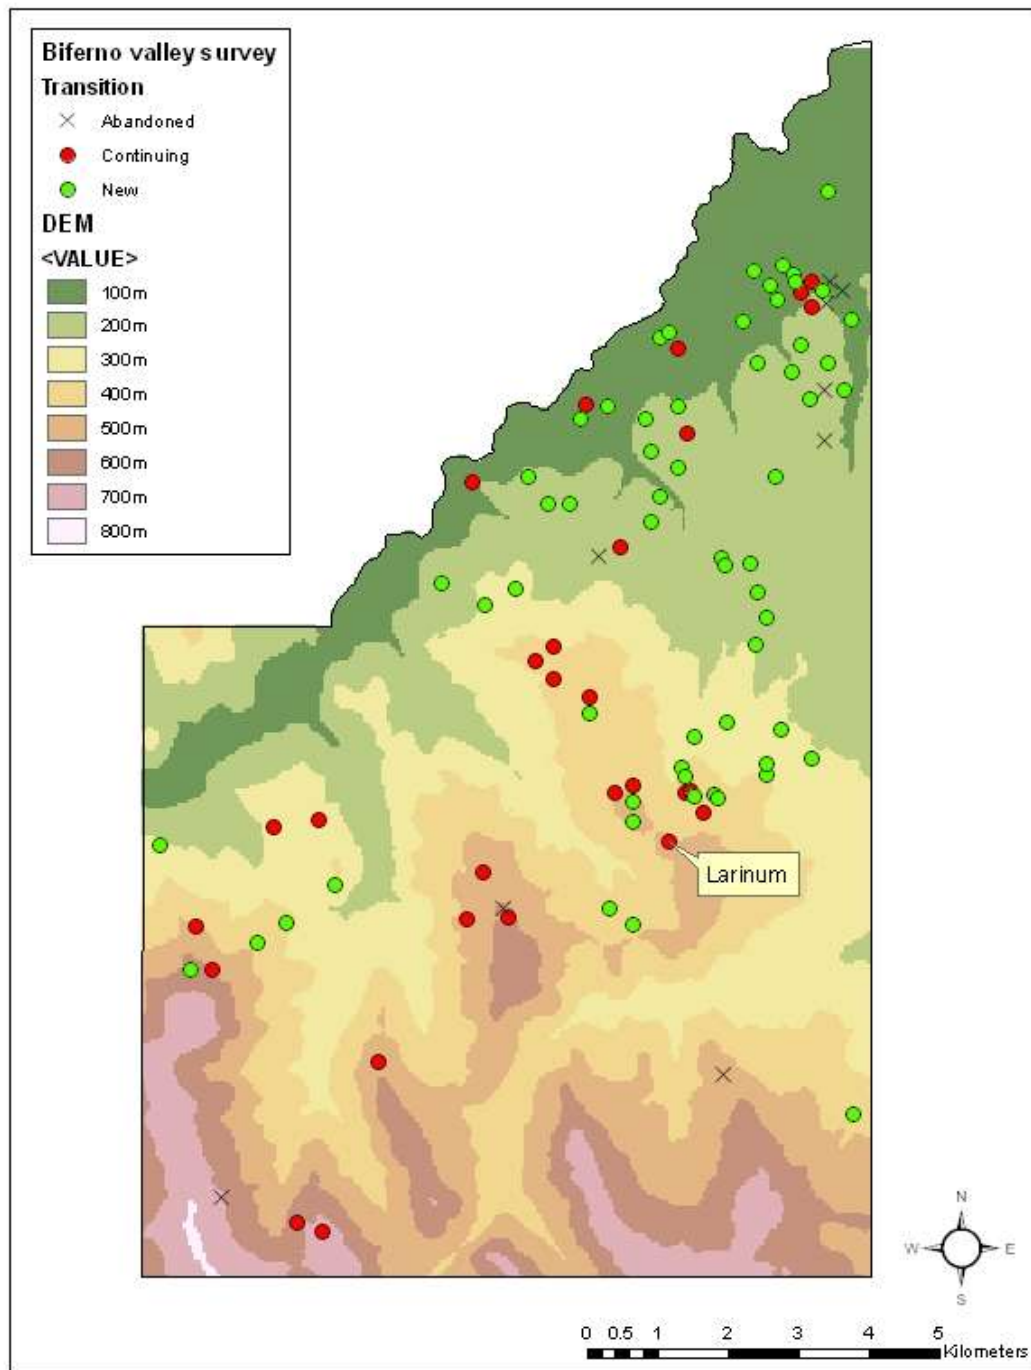 Biferno valley survey
Transition
Abandoned
Continuing
New
DEM
<VALUE>
100m
200m
300m
400m
500m
600m
700m
800m
Larinum
N
W E
S
0 0.5 1 2 3 4 5
Kilometers